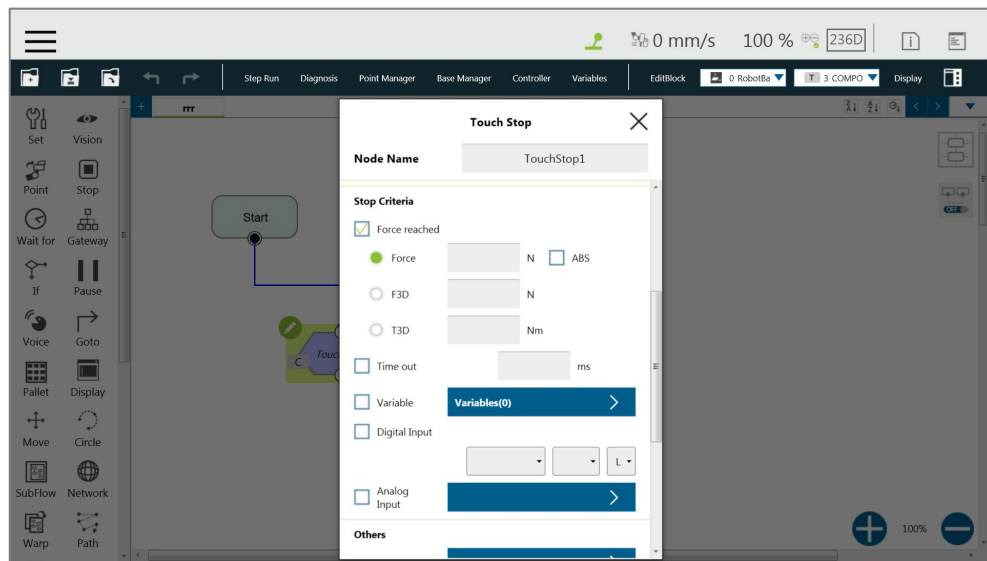 0 mm/s 100 % 236D
Step Run Diagnosis Point Manager Base Manager Controller Variables EditBlock 0 RobotBa T 3 COMPO Display
rrr
Set Vision
Point Stop
Wait for Gateway
If Pause
Voice Goto
Pallet Display
Move Circle
SubFlow Network
Warp Path
Start
C Touc
Touch Stop
Node Name TouchStop1
Stop Criteria
Force reached
Force N ABS
F3D N
T3D Nm
Time out ms
Variable Variables(0)
Digital Input
L
Analog
Input
Others
OFF
100%